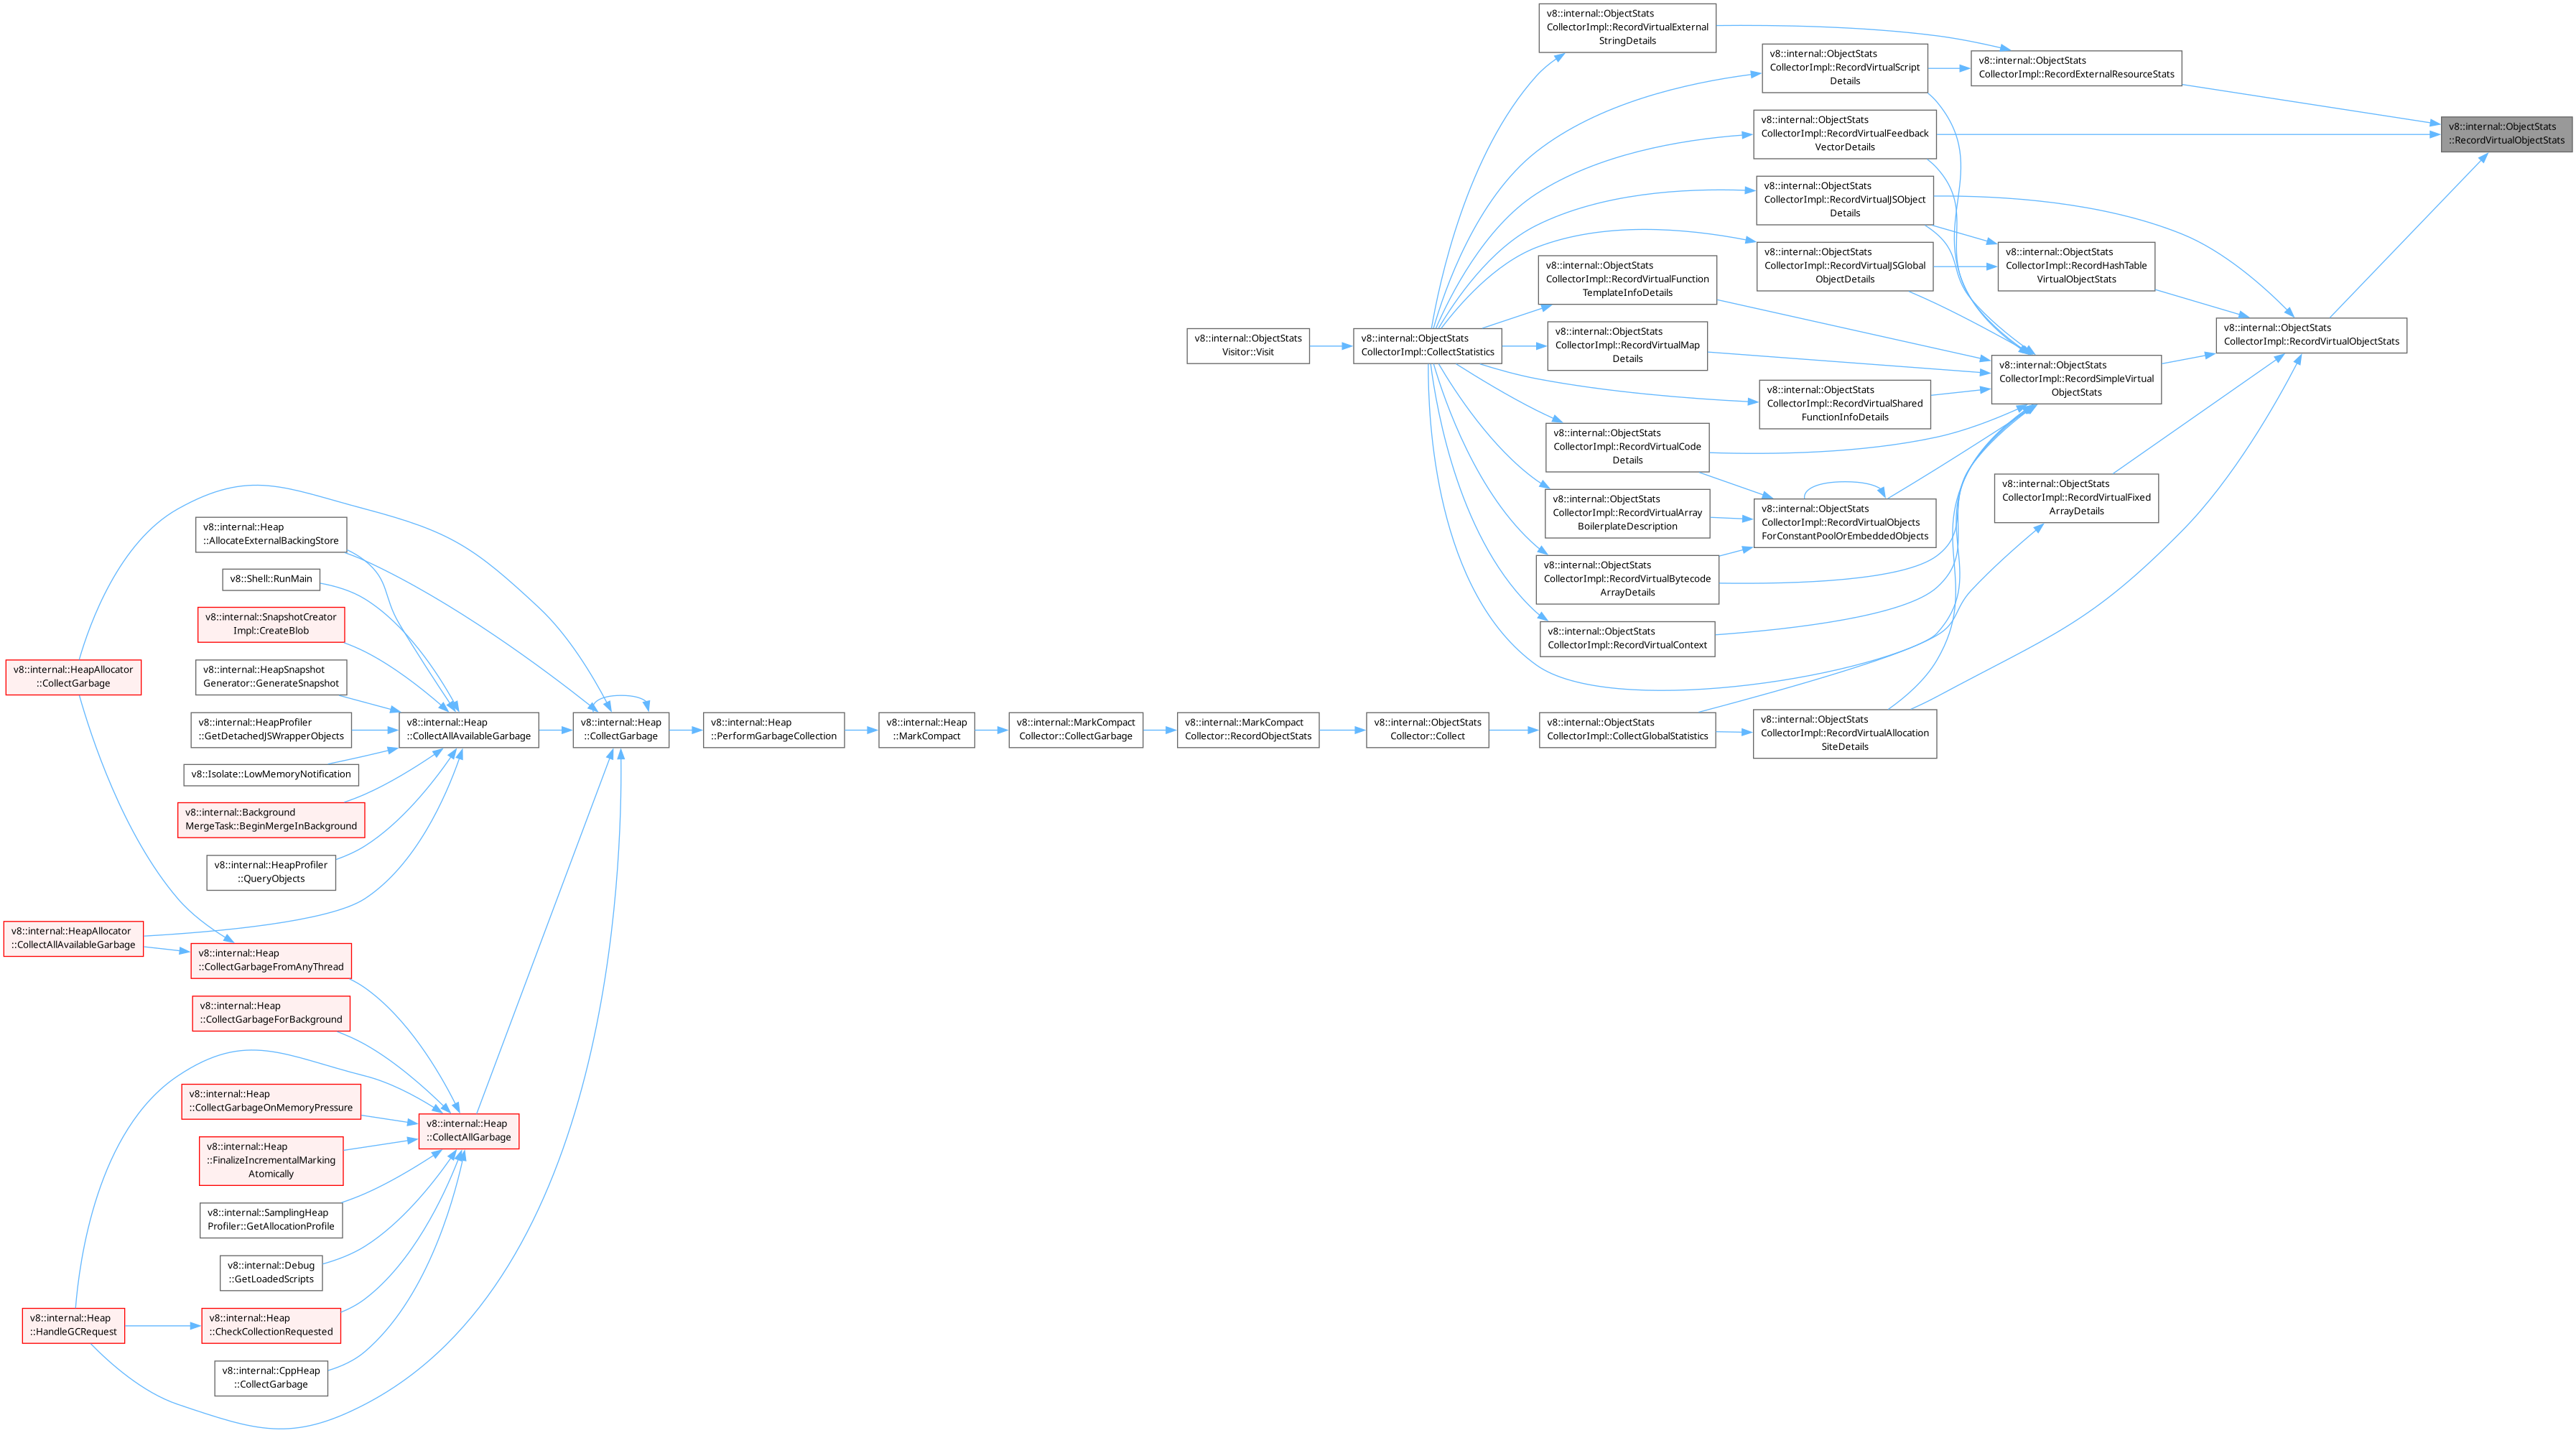 v8::internal::ObjectStats
CollectorImpl::RecordVirtualExternal
StringDetails
v8::internal::ObjectStats
CollectorImpl::RecordVirtualScript
Details
v8::internal::ObjectStats
CollectorImpl::RecordExternalResourceStats
v8::internal::ObjectStats
CollectorImpl::RecordVirtualFeedback
VectorDetails
v8::internal::ObjectStats
::RecordVirtualObjectStats
v8::internal::ObjectStats
CollectorImpl::RecordVirtualJSObject
Details
v8::internal::ObjectStats
CollectorImpl::RecordVirtualJSGlobal
ObjectDetails
v8::internal::ObjectStats
CollectorImpl::RecordHashTable
VirtualObjectStats
v8::internal::ObjectStats
CollectorImpl::RecordVirtualFunction
TemplateInfoDetails
v8::internal::ObjectStats
Visitor::Visit
v8::internal::ObjectStats
CollectorImpl::CollectStatistics
v8::internal::ObjectStats
CollectorImpl::RecordVirtualMap
Details
v8::internal::ObjectStats
CollectorImpl::RecordVirtualObjectStats
v8::internal::ObjectStats
CollectorImpl::RecordSimpleVirtual
ObjectStats
v8::internal::ObjectStats
CollectorImpl::RecordVirtualShared
FunctionInfoDetails
v8::internal::ObjectStats
CollectorImpl::RecordVirtualCode
Details
v8::internal::ObjectStats
CollectorImpl::RecordVirtualFixed
ArrayDetails
v8::internal::ObjectStats
CollectorImpl::RecordVirtualArray
BoilerplateDescription
v8::internal::ObjectStats
CollectorImpl::RecordVirtualObjects
ForConstantPoolOrEmbeddedObjects
v8::internal::ObjectStats
CollectorImpl::RecordVirtualBytecode
ArrayDetails
v8::internal::ObjectStats
CollectorImpl::RecordVirtualContext
v8::internal::Heap
::AllocateExternalBackingStore
v8::Shell::RunMain
v8::internal::SnapshotCreator
Impl::CreateBlob
v8::internal::HeapAllocator
::CollectGarbage
v8::internal::HeapSnapshot
Generator::GenerateSnapshot
v8::internal::HeapProfiler
::GetDetachedJSWrapperObjects
v8::internal::Heap
::CollectAllAvailableGarbage
v8::internal::Heap
::CollectGarbage
v8::internal::Heap
::PerformGarbageCollection
v8::internal::Heap
::MarkCompact
v8::internal::MarkCompact
Collector::CollectGarbage
v8::internal::MarkCompact
Collector::RecordObjectStats
v8::internal::ObjectStats
Collector::Collect
v8::internal::ObjectStats
CollectorImpl::CollectGlobalStatistics
v8::internal::ObjectStats
CollectorImpl::RecordVirtualAllocation
SiteDetails
v8::Isolate::LowMemoryNotification
v8::internal::Background
MergeTask::BeginMergeInBackground
v8::internal::HeapProfiler
::QueryObjects
v8::internal::HeapAllocator
::CollectAllAvailableGarbage
v8::internal::Heap
::CollectGarbageFromAnyThread
v8::internal::Heap
::CollectGarbageForBackground
v8::internal::Heap
::CollectGarbageOnMemoryPressure
v8::internal::Heap
::CollectAllGarbage
v8::internal::Heap
::FinalizeIncrementalMarking
Atomically
v8::internal::SamplingHeap
Profiler::GetAllocationProfile
v8::internal::Debug
::GetLoadedScripts
v8::internal::Heap
::HandleGCRequest
v8::internal::Heap
::CheckCollectionRequested
v8::internal::CppHeap
::CollectGarbage